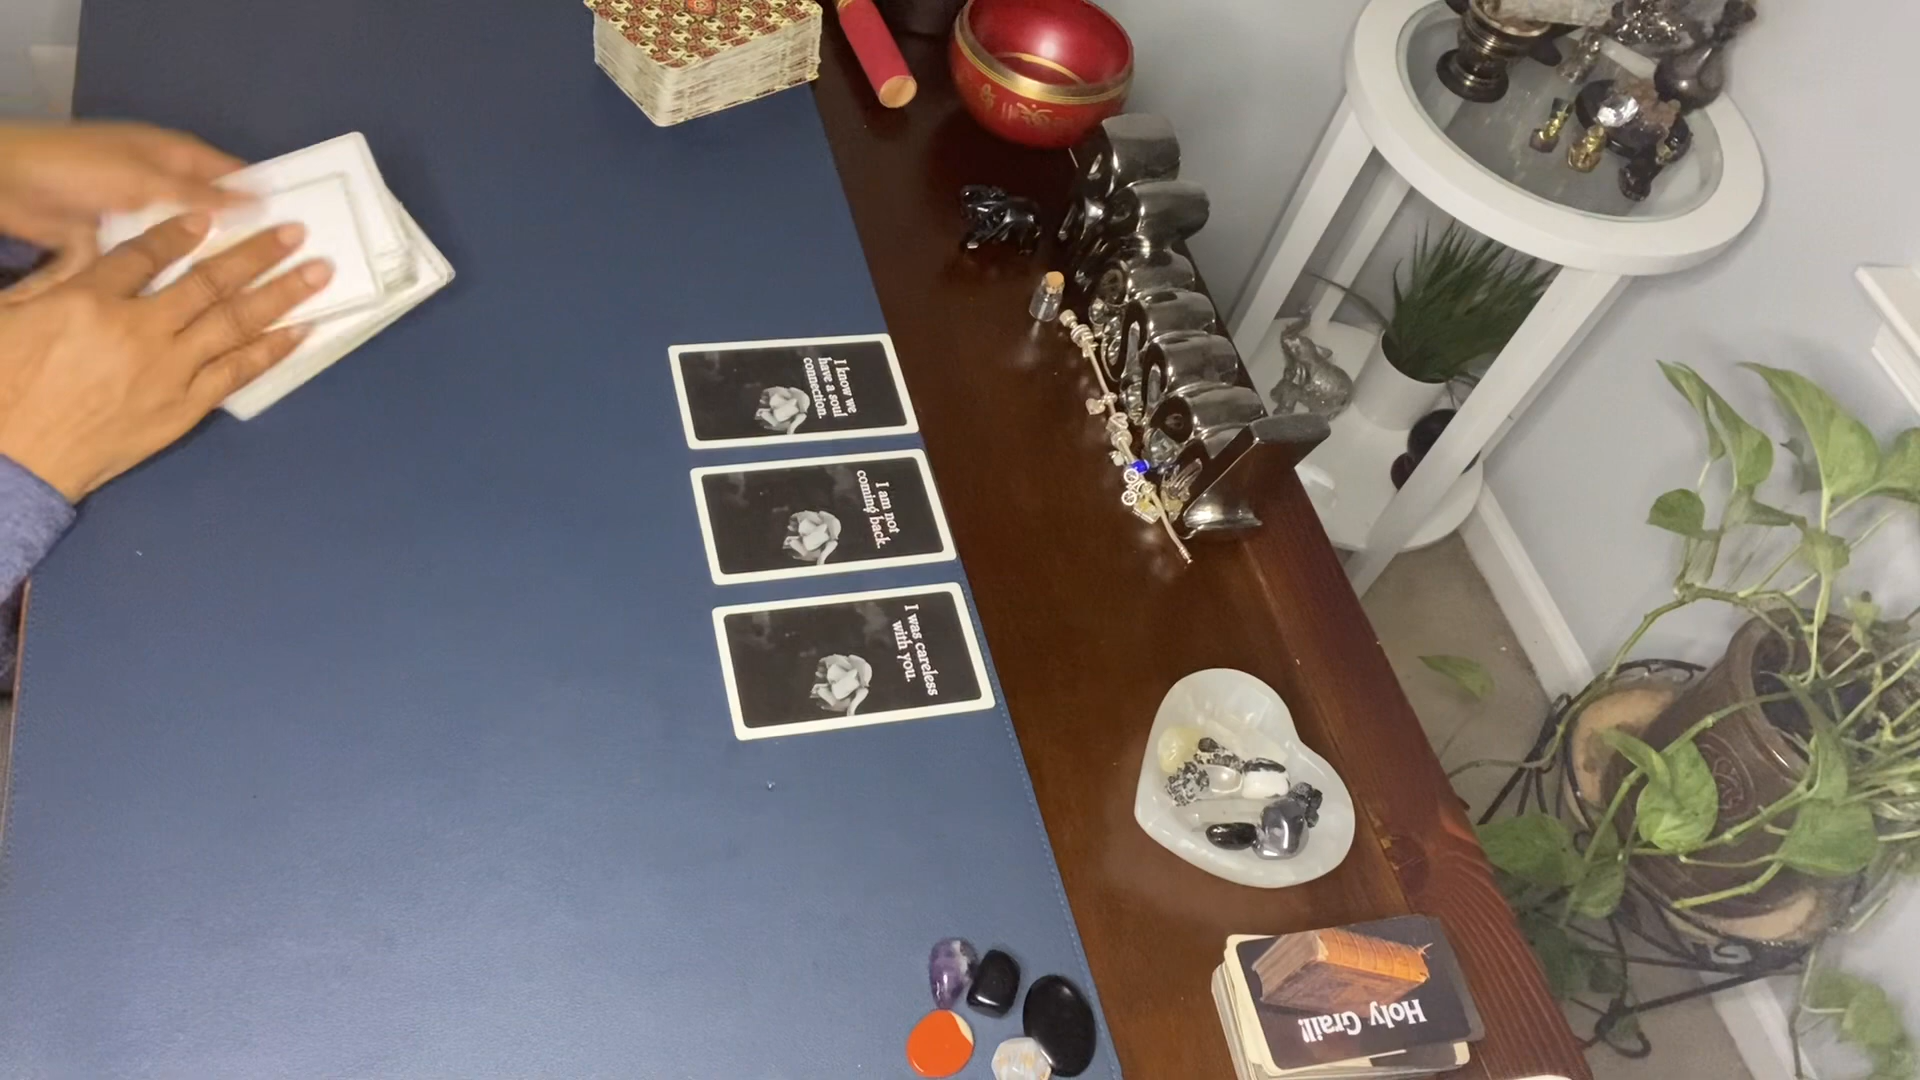 I know we
have a soul
connection.
I am not
coming back.
I was careless
with you.
Holy Grail!